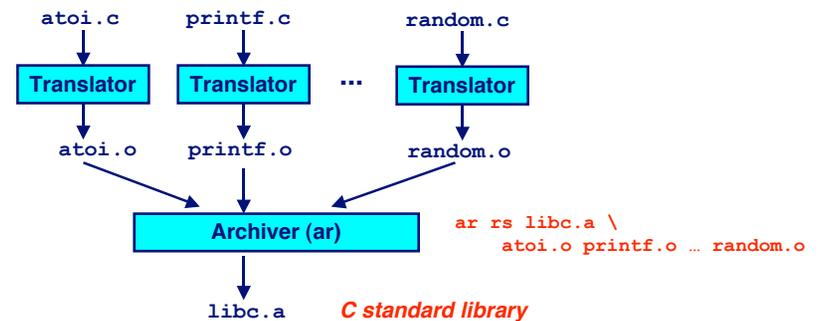 atoi.c printf.c random.c
Translator Translator ... Translator
atoi.o printf.o random.o
Archiver (ar)
ar rs libc.a \
atoi.o printf.o … random.o
libc.a C standard library